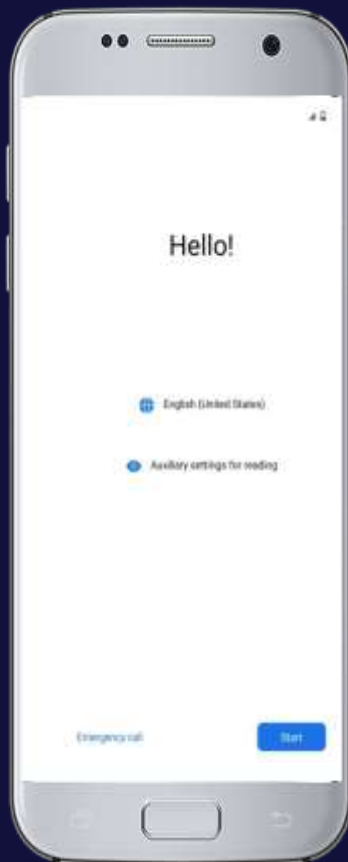 Hello!
English (United States)
Auxiliary settings for reading
Emergency call
Start